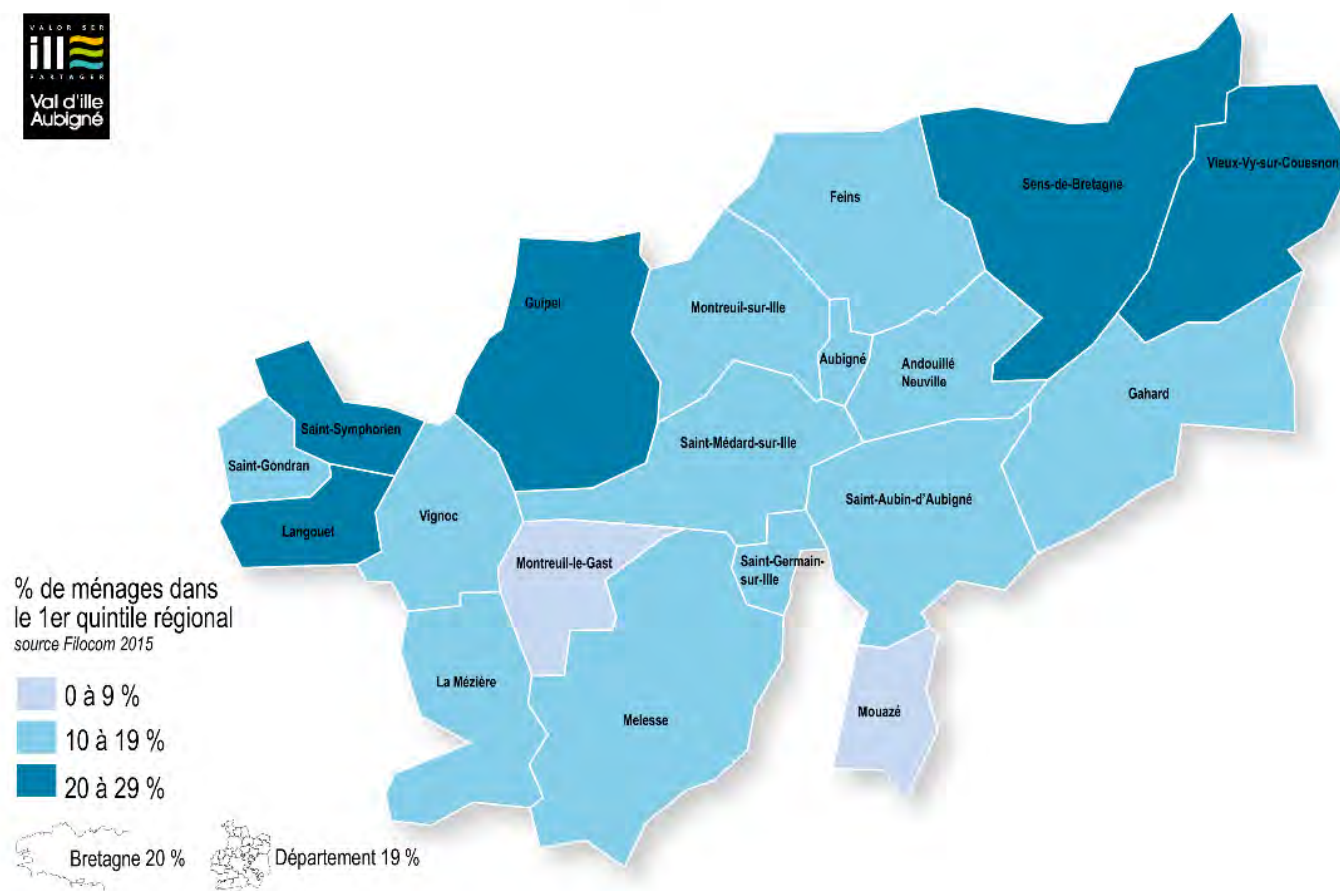 VALOR SER
ille
PARTAGER
Val d'ille
Aubigné
Vieux-Vy-sur-Couesnon
Sens-de-Bretagne
Feins
Guipel
Montreuil-sur-Ille
Aubigné
Andouillé
Neuville
Gahard
Saint-Symphorien
Saint-Médard-sur-Ille
Saint-Gondran
Saint-Aubin-d'Aubigné
Vignoc
Langouet
Montreuil-le-Gast
Saint-Germain-
sur-Ille
La Mézière
Melesse
Mouazé
% de ménages dans
le 1er quintile régional
source Filocom 2015
0 à 9 %
10 à 19 %
20 à 29 %
Bretagne 20 %
Département 19 %